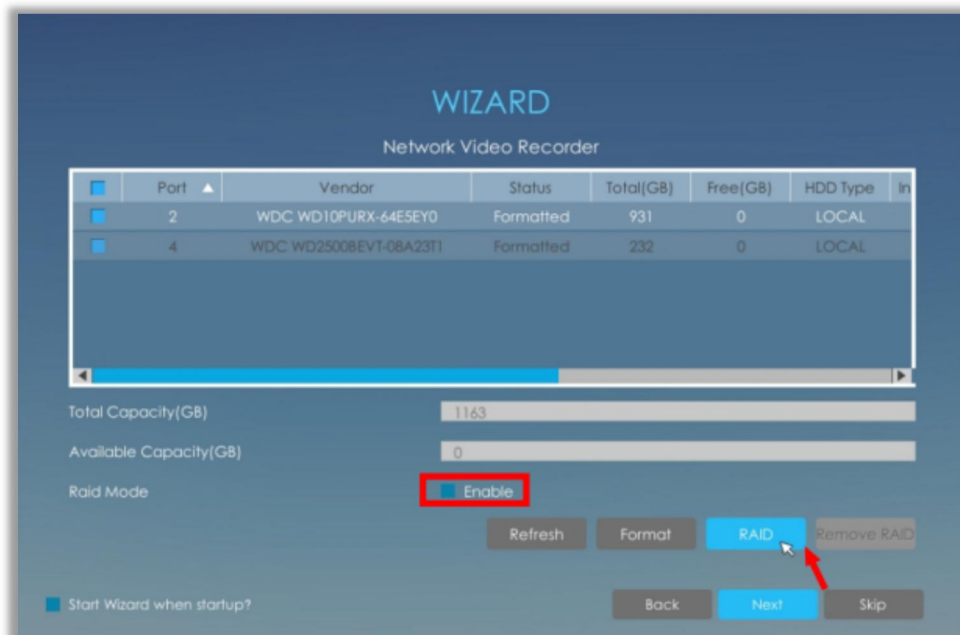 WIZARD
Network Video Recorder
Port Vendor Status Total(GB) Free(GB) HDD Type In
2 WDC WD10PURX-64E5EY0 Formatted 931 0 LOCAL
4 WDC WD2500BEVT-08A23T1 Formatted 232 0 LOCAL
Total Capacity(GB) 1163
Available Capacity(GB) 0
Raid Mode Enable
Refresh Format RAID Remove RAID
Start Wizard when startup? Back Next Skip